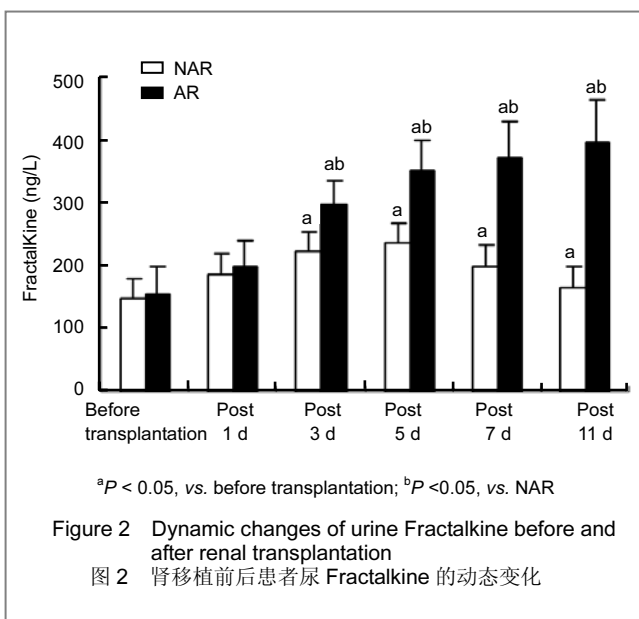 500
400
300
200
100
0
FractalKine (ng/L)
NAR
AR
a
ab
a
ab
a
ab
a
ab
Before transplantation
Post 1 d
Post 3 d
Post 5 d
Post 7 d
Post 11 d
ᵃP < 0.05, vs. before transplantation; ᵇP <0.05, vs. NAR
Figure 2 Dynamic changes of urine Fractalkine before and
after renal transplantation
图 2 肾移植前后患者尿 Fractalkine 的动态变化